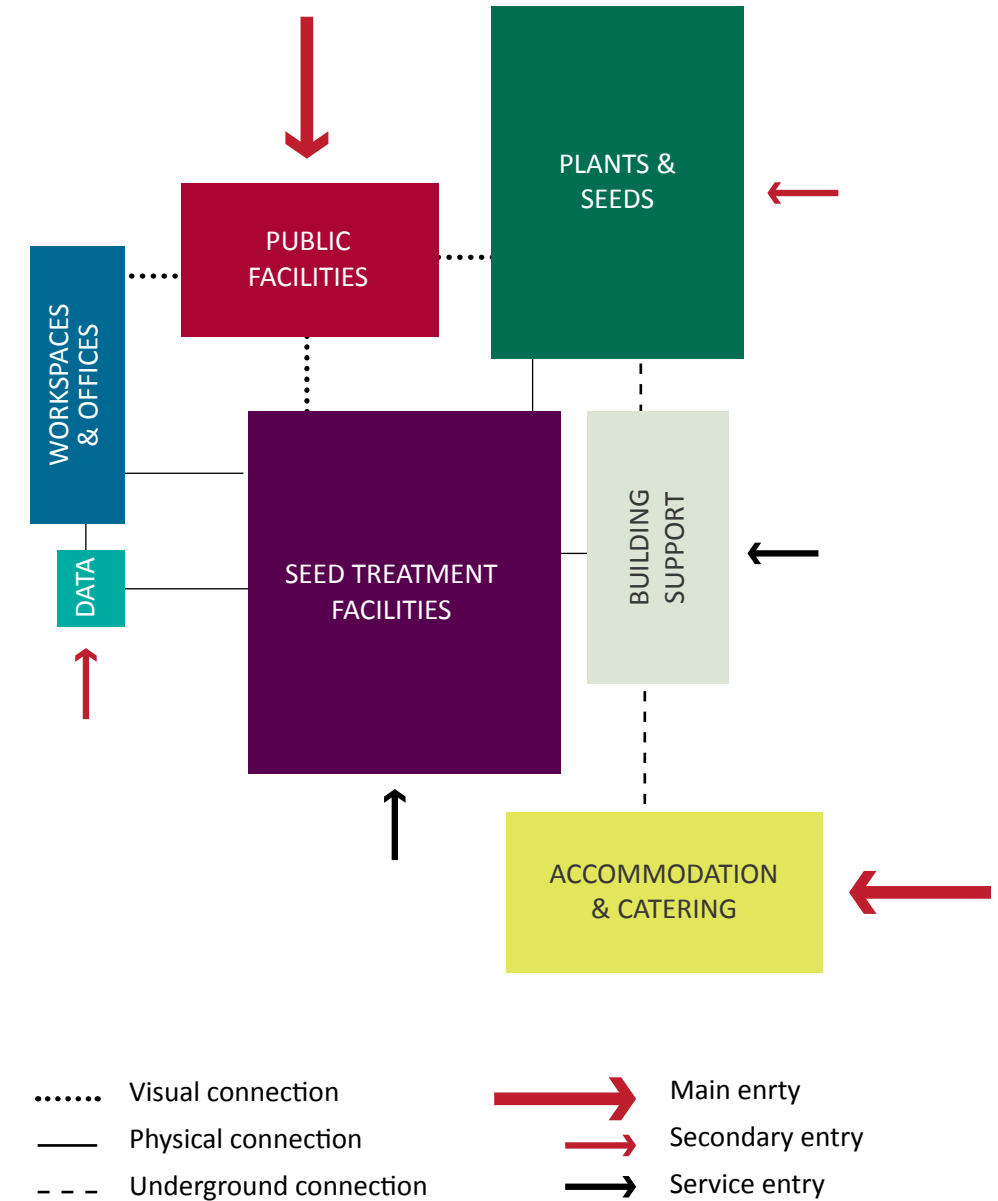 PLANTS &
SEEDS
PUBLIC
FACILITIES
WORKSPACES
& OFFICES
DATA
SEED TREATMENT
FACILITIES
BUILDING
SUPPORT
ACCOMMODATION
& CATERING
Visual connection
Physical connection
Underground connection
Main enrty
Secondary entry
Service entry